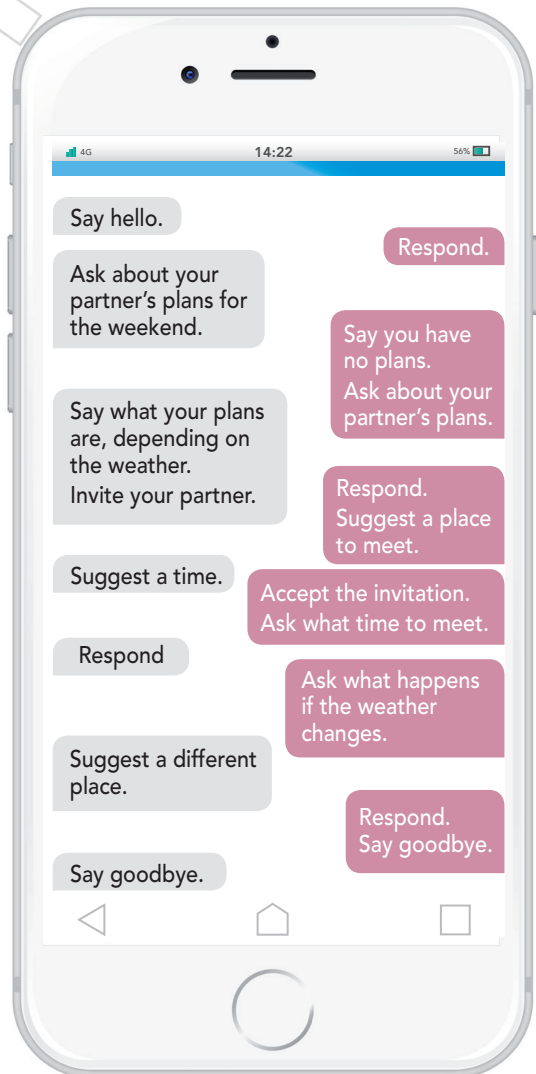 4G 14:22 56%
Say hello.
Respond.
Ask about your
partner's plans for
the weekend.
Say you have
no plans.
Ask about your
partner's plans.
Say what your plans
are, depending on
the weather.
Invite your partner.
Respond.
Suggest a place
to meet.
Suggest a time.
Accept the invitation.
Ask what time to meet.
Respond
Ask what happens
if the weather
changes.
Suggest a different
place.
Respond.
Say goodbye.
Say goodbye.